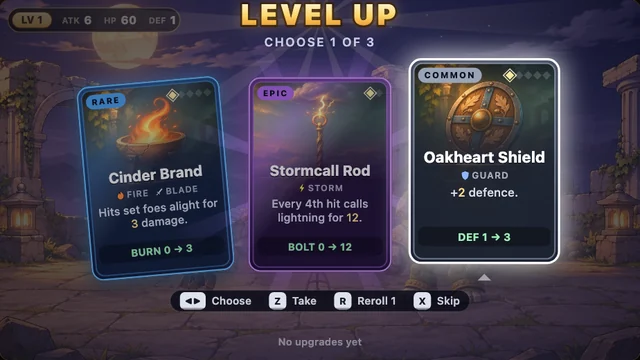 LV 1 ATK 6 HP 60 DEF 1
LEVEL UP
CHOOSE 1 OF 3
RARE
Cinder Brand
FIRE BLADE
Hits set foes alight for
3 damage.
BURN 0 → 3
EPIC
Stormcall Rod
STORM
Every 4th hit calls
lightning for 12.
BOLT 0 → 12
COMMON
Oakheart Shield
GUARD
+2 defence.
DEF 1 → 3
◄► Choose Z Take R Reroll 1 X Skip
No upgrades yet